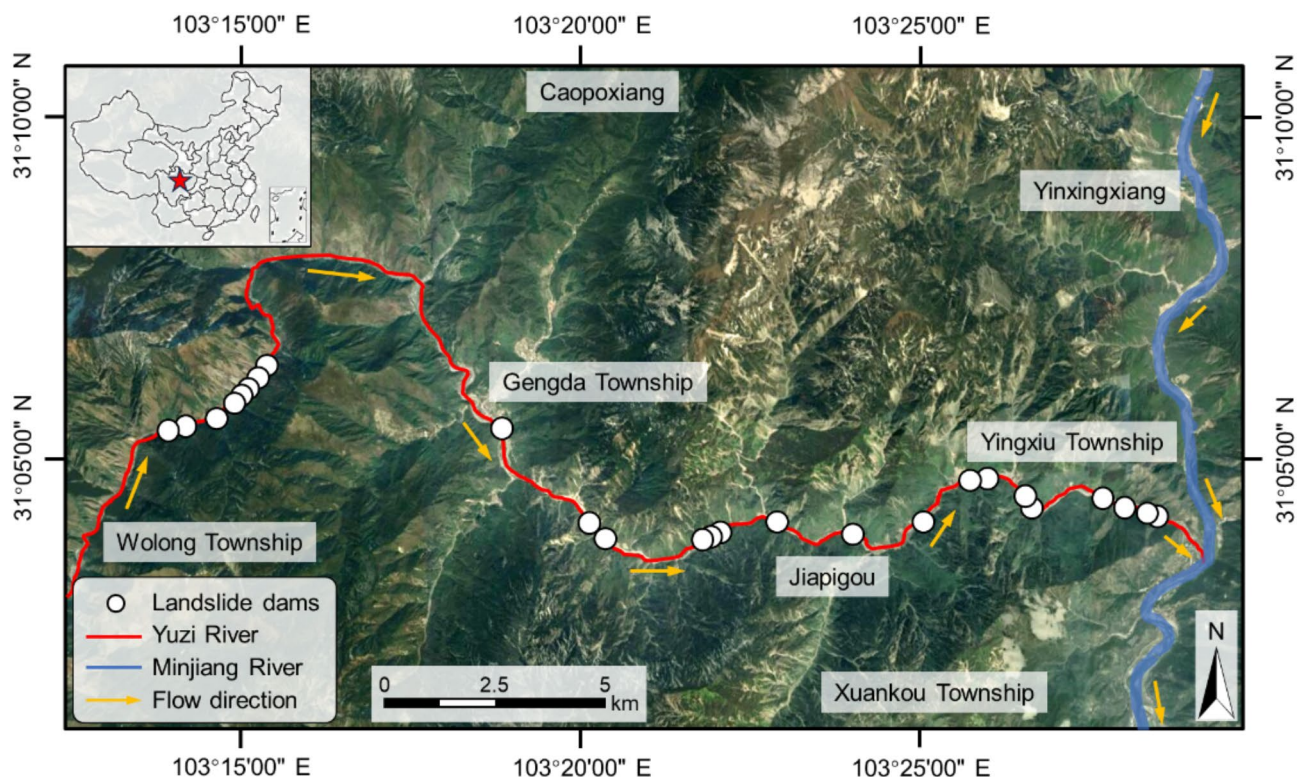 103°15'00" E
103°20'00" E
103°25'00" E
31°10'00" N
31°10'00" N
Caopoxiang
Yinxingxiang
Gengda Township
31°05'00" N
31°05'00" N
Yingxiu Township
Wolong Township
Jiapigou
Landslide dams
Yuzi River
Minjiang River
Flow direction
0
2.5
5
km
Xuankou Township
N
103°15'00" E
103°20'00" E
103°25'00" E